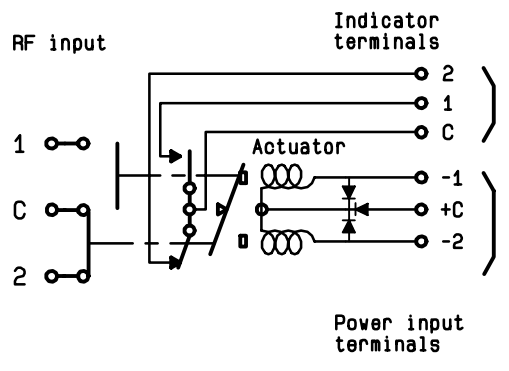 Indicator
terminals
RF input
2
1
C
1
Actuator
-1
C
+C
-2
2
Power input
terminals